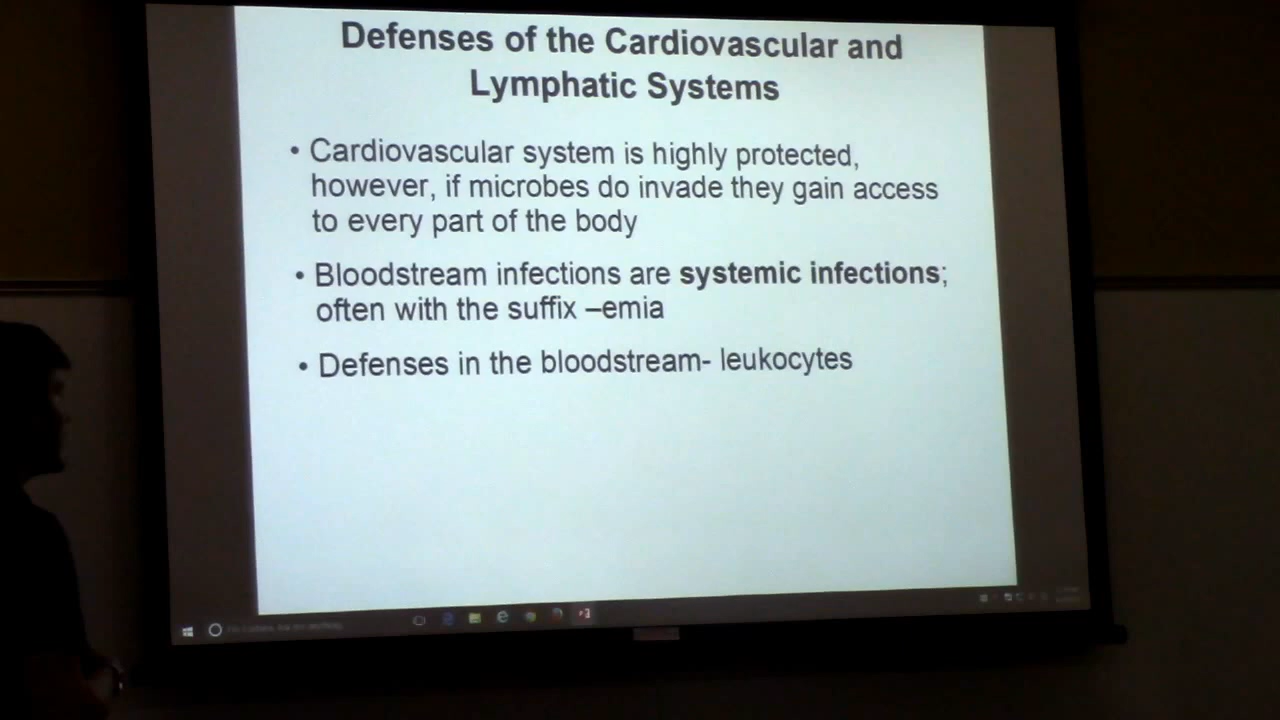 Defenses of the Cardiovascular and
Lymphatic Systems
• Cardiovascular system is highly protected,
however, if microbes do invade they gain access
to every part of the body
• Bloodstream infections are systemic infections;
often with the suffix –emia
• Defenses in the bloodstream- leukocytes